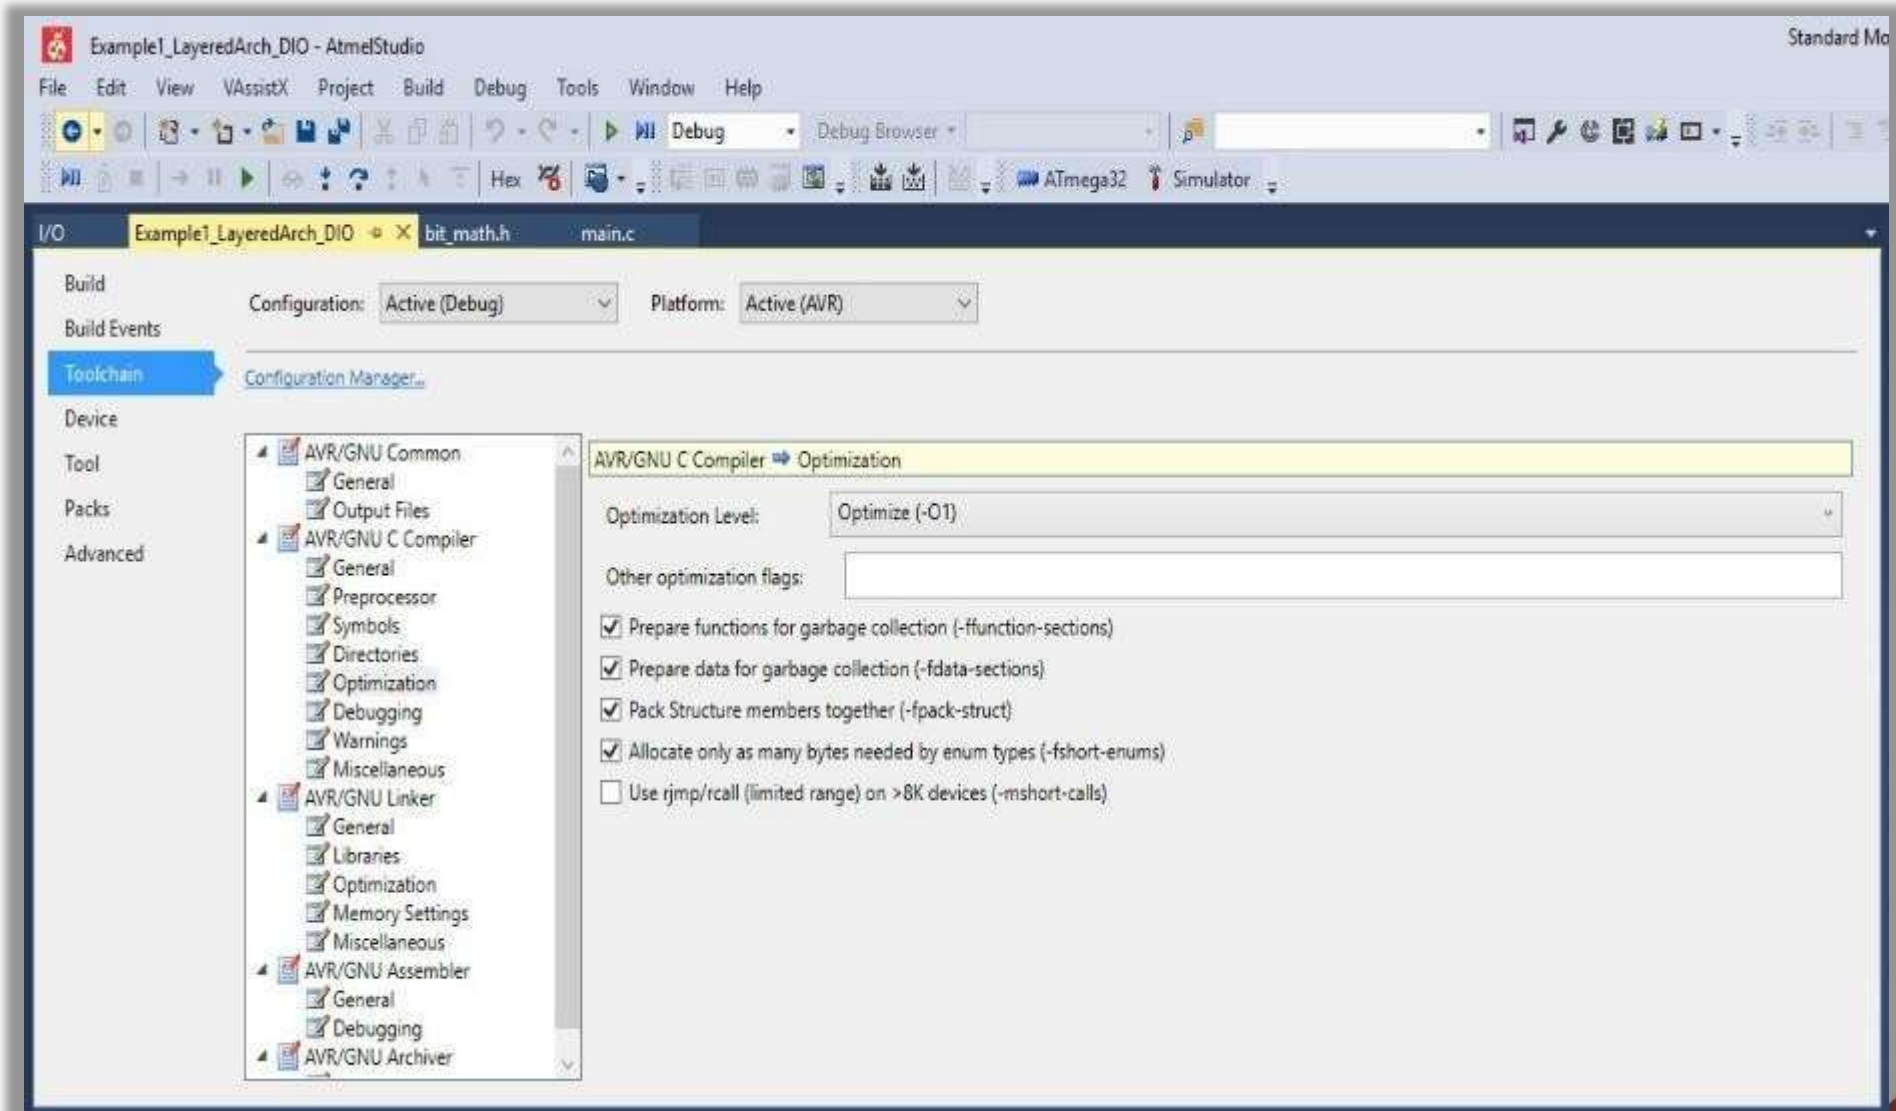 Example1_LayeredArch_DIO - AtmelStudio
Standard Mo
File Edit View VAssistX Project Build Debug Tools Window Help
Debug Debug Browser
Hex ATmega32 Simulator
I/O Example1_LayeredArch_DIO bit_math.h main.c
Build
Build Events
Toolchain
Device
Tool
Packs
Advanced
Configuration: Active (Debug) Platform: Active (AVR)
Configuration Manager...
AVR/GNU Common
General
Output Files
AVR/GNU C Compiler
General
Preprocessor
Symbols
Directories
Optimization
Debugging
Warnings
Miscellaneous
AVR/GNU Linker
General
Libraries
Optimization
Memory Settings
Miscellaneous
AVR/GNU Assembler
General
Debugging
AVR/GNU Archiver
AVR/GNU C Compiler ➡ Optimization
Optimization Level: Optimize (-O1)
Other optimization flags:
Prepare functions for garbage collection (-ffunction-sections)
Prepare data for garbage collection (-fdata-sections)
Pack Structure members together (-fpack-struct)
Allocate only as many bytes needed by enum types (-fshort-enums)
Use rjmp/rcall (limited range) on >8K devices (-mshort-calls)